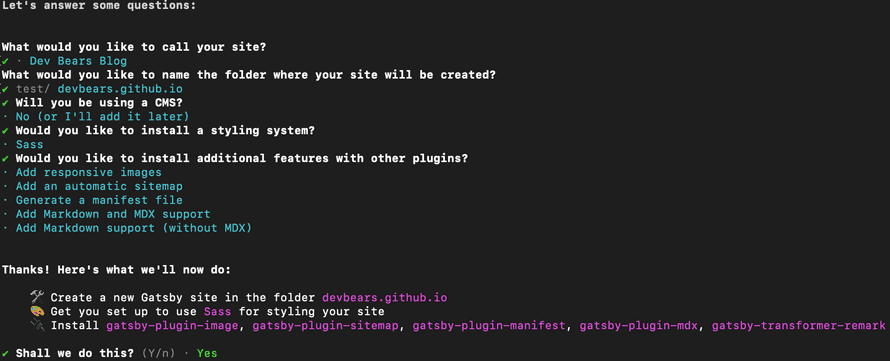 Let's answer some questions:
What would you like to call your site?
✔ · Dev Bears Blog
What would you like to name the folder where your site will be created?
✔ test/ devbears.github.io
✔ Will you be using a CMS?
· No (or I'll add it later)
✔ Would you like to install a styling system?
· Sass
✔ Would you like to install additional features with other plugins?
· Add responsive images
· Add an automatic sitemap
· Generate a manifest file
· Add Markdown and MDX support
· Add Markdown support (without MDX)
Thanks! Here's what we'll now do:
🛠 Create a new Gatsby site in the folder devbears.github.io
🎨 Get you set up to use Sass for styling your site
🔌 Install gatsby-plugin-image, gatsby-plugin-sitemap, gatsby-plugin-manifest, gatsby-plugin-mdx, gatsby-transformer-remark
✔ Shall we do this? (Y/n) · Yes